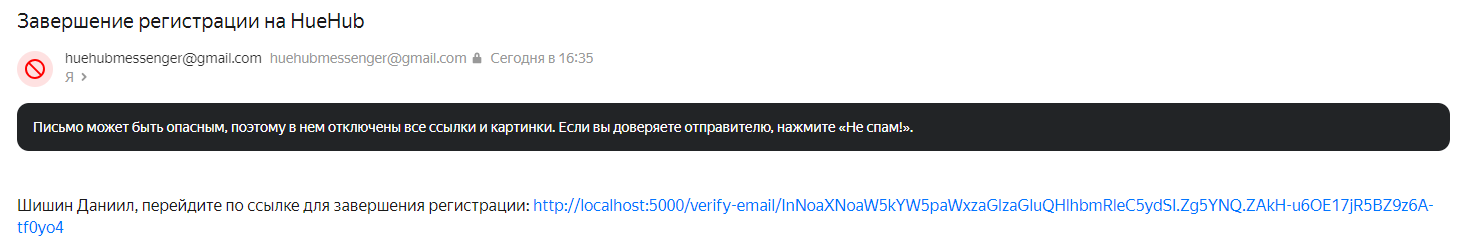 Завершение регистрации на HueHub
huehubmessenger@gmail.com huehubmessenger@gmail.com Сегодня в 16:35
Я
Письмо может быть опасным, поэтому в нем отключены все ссылки и картинки. Если вы доверяете отправителю, нажмите «Не спам!».
Шишин Даниил, перейдите по ссылке для завершения регистрации: http://localhost:5000/verify-email/InNoaXNoaW5kYW5paWxzaGlzaGluQHlhbmRleC5ydSI.Zg5YNQ.ZAkH-u6OE17jR5BZ9z6A-
tf0yo4